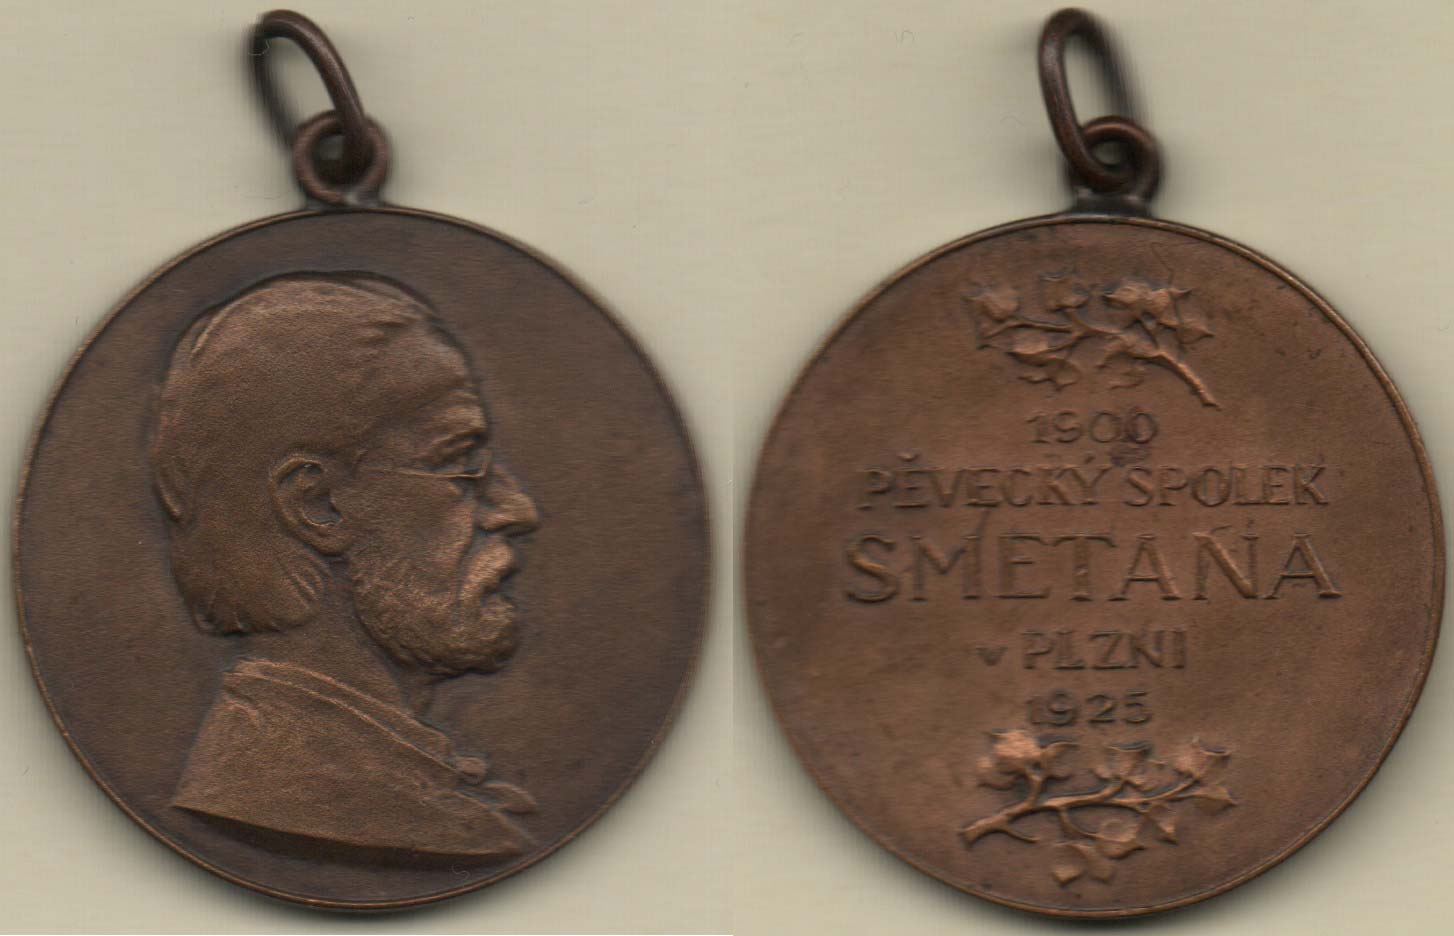 1900
PĚVECKÝ SPOLEK
SMETANA
v PLZNI
1925